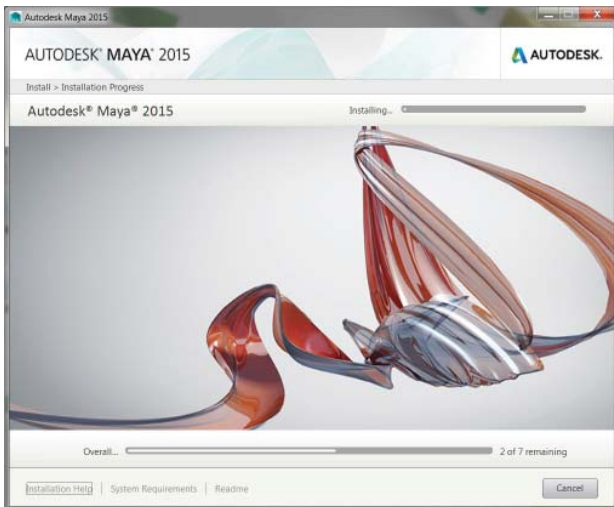 Autodesk Maya 2015
AUTODESK® MAYA® 2015
AUTODESK.
Install > Installation Progress
Autodesk® Maya® 2015
Installing...
Overall...
2 of 7 remaining
Installation Help | System Requirements | Readme
Cancel